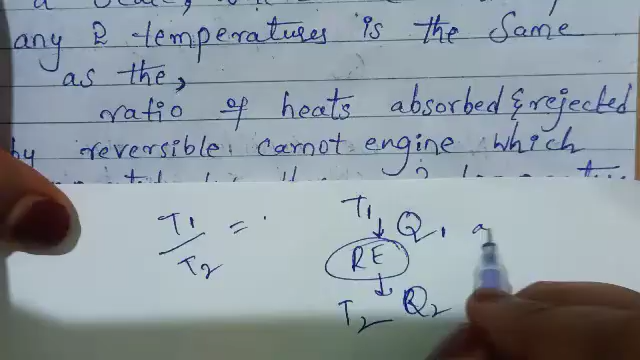 any 2 temperatures is the same
as the,
ratio of heats absorbed & rejected
by reversible carnot engine which
T1
T1/T2 = .
Q1
RE
T2 Q2